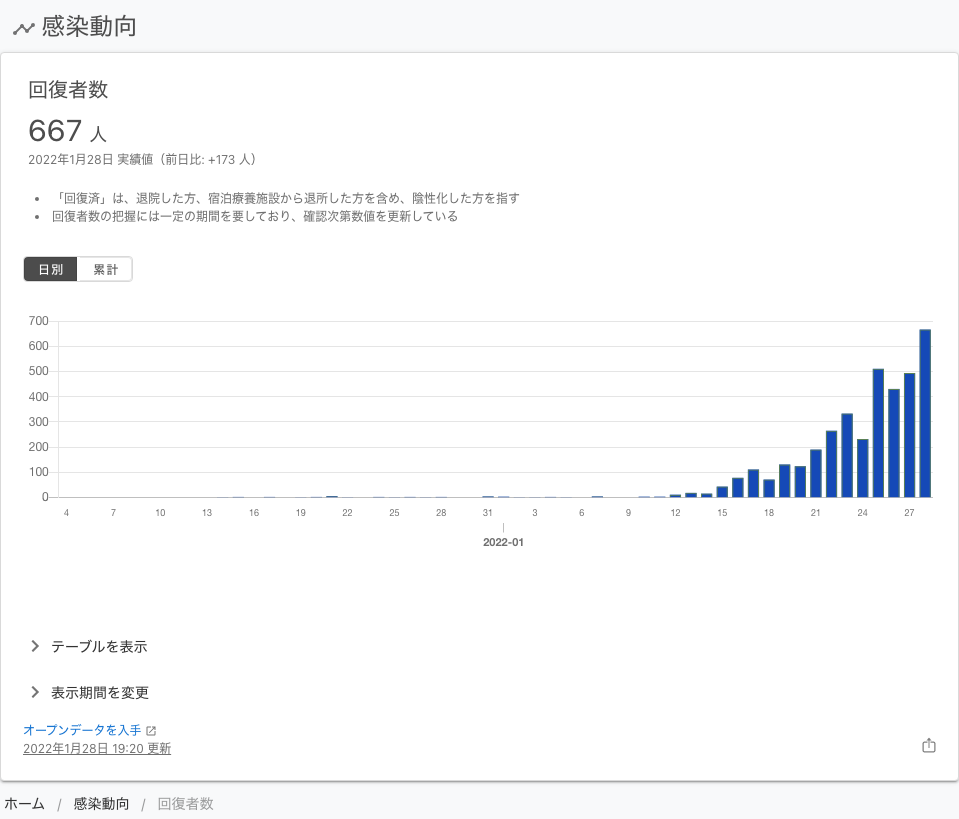 感染動向
回復者数
667 人
2022年1月28日 実績値（前日比: +173 人）
• 「回復済」は、退院した方、宿泊療養施設から退所した方を含め、陰性化した方を指す
• 回復者数の把握には一定の期間を要しており、確認次第数値を更新している
日別 累計
700
600
500
400
300
200
100
0
4 7 10 13 16 19 22 25 28 31 3 6 9 12 15 18 21 24 27
2022-01
テーブルを表示
表示期間を変更
オープンデータを入手
2022年1月28日 19:20 更新
ホーム / 感染動向 / 回復者数